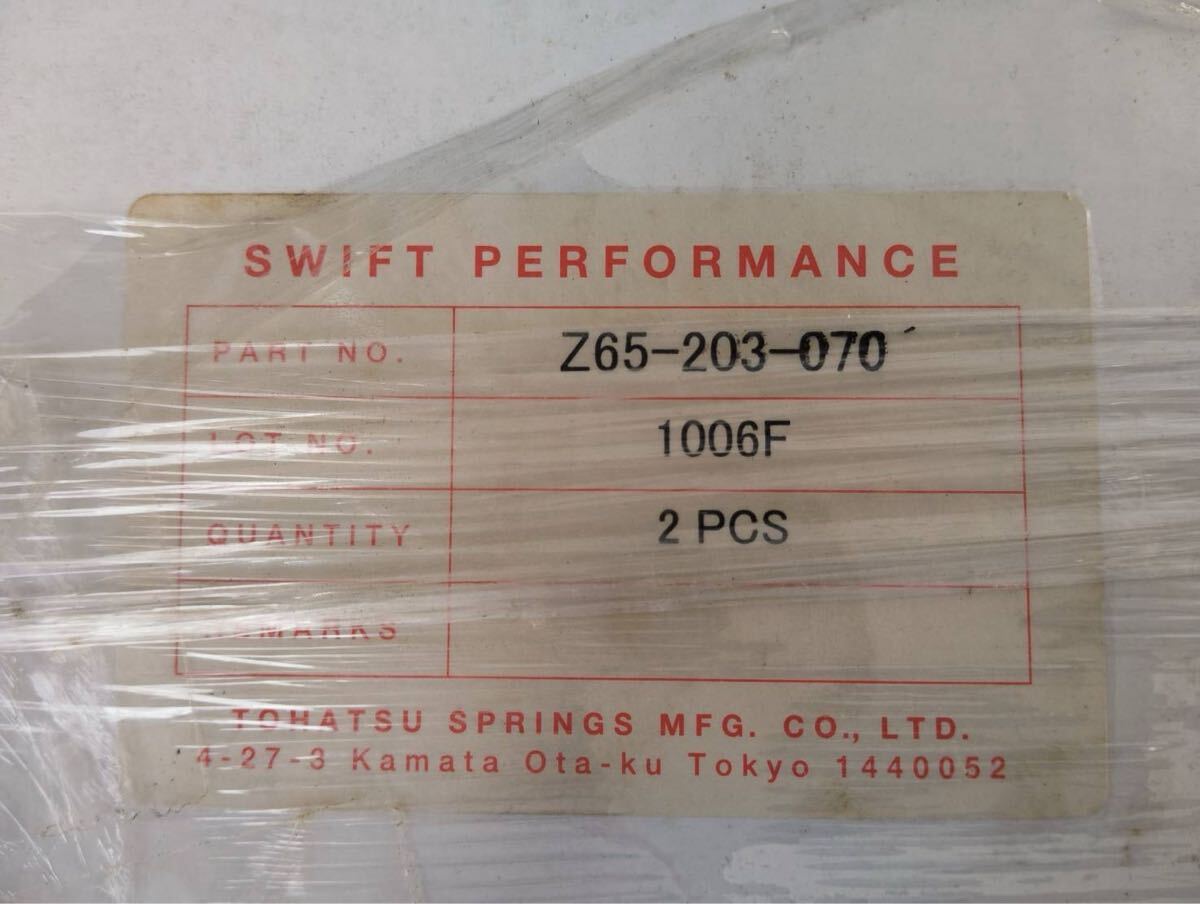 SWIFT PERFORMANCE
PART NO. Z65-203-070
LOT NO. 1006F
QUANTITY 2 PCS
REMARKS
TOHATSU SPRINGS MFG. CO., LTD.
4-27-3 Kamata Ota-ku Tokyo 1440052